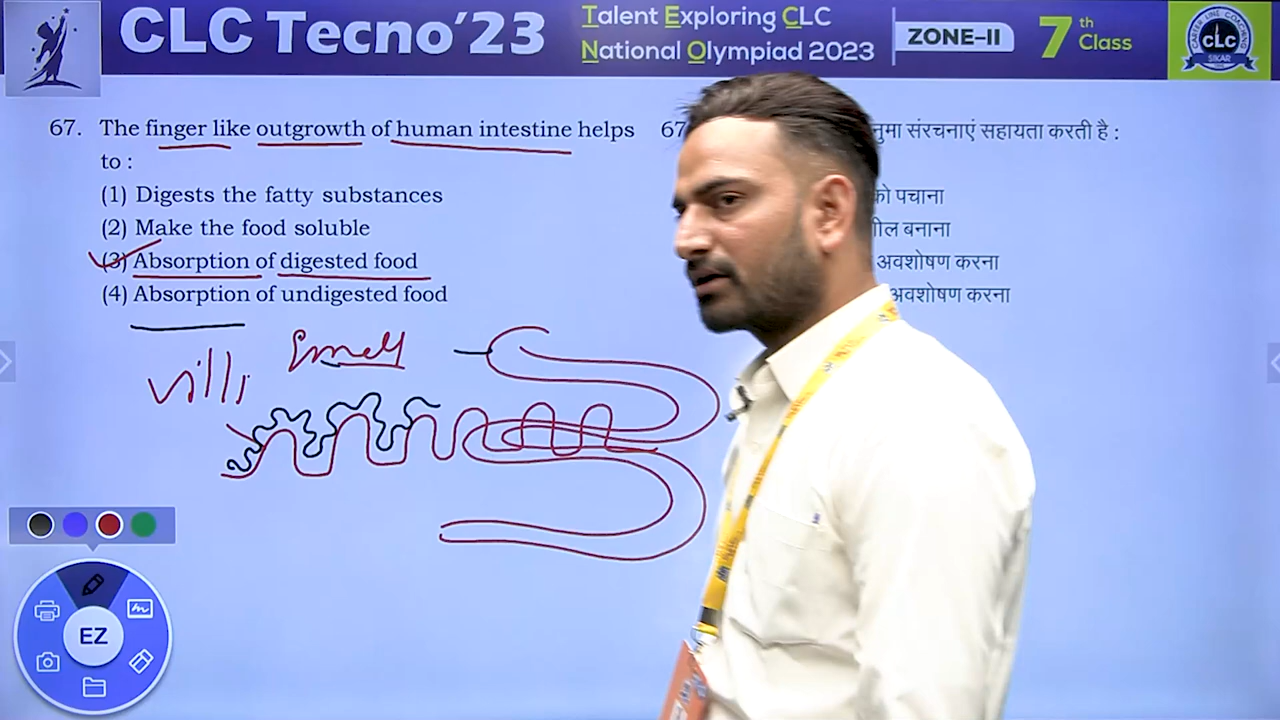 CLC Tecno'23
Talent Exploring CLC
National Olympiad 2023
ZONE-II
7th Class
CAREER LINE COACHING
CLC
SIKAR
67. The finger like outgrowth of human intestine helps
to :
(1) Digests the fatty substances
(2) Make the food soluble
(3) Absorption of digested food
(4) Absorption of undigested food
संरचनाएं सहायता करती है :
को पचाना
बनाना
अवशोषण करना
अवशोषण करना
Small
villi
EZ